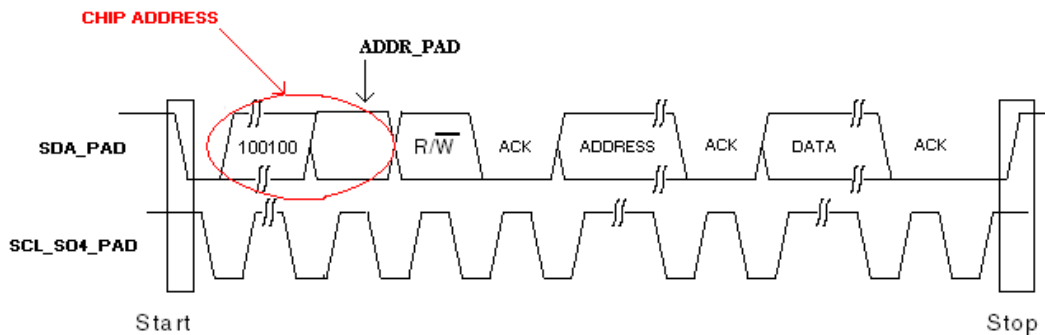 CHIP ADDRESS
ADDR_PAD
SDA_PAD
100100
R/W
ACK
ADDRESS
ACK
DATA
ACK
SCL_SO4_PAD
Start
Stop